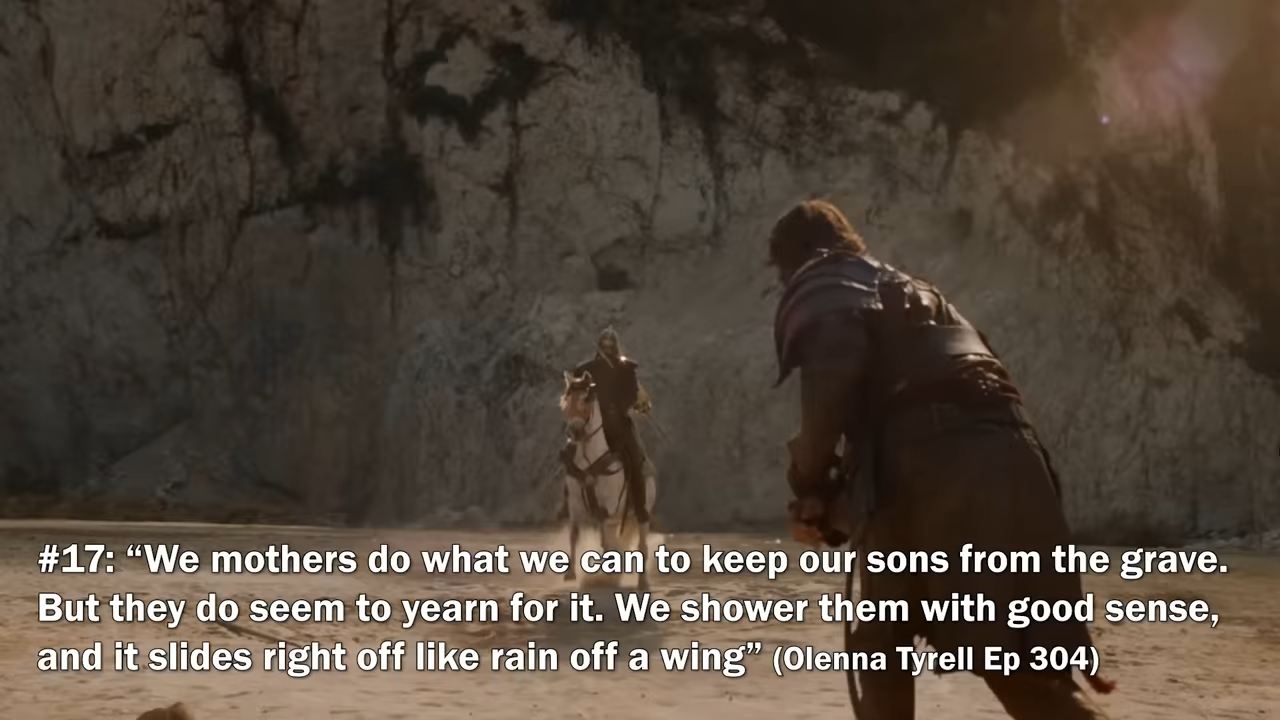 #17: “We mothers do what we can to keep our sons from the grave.
But they do seem to yearn for it. We shower them with good sense,
and it slides right off like rain off a wing” (Olenna Tyrell Ep 304)